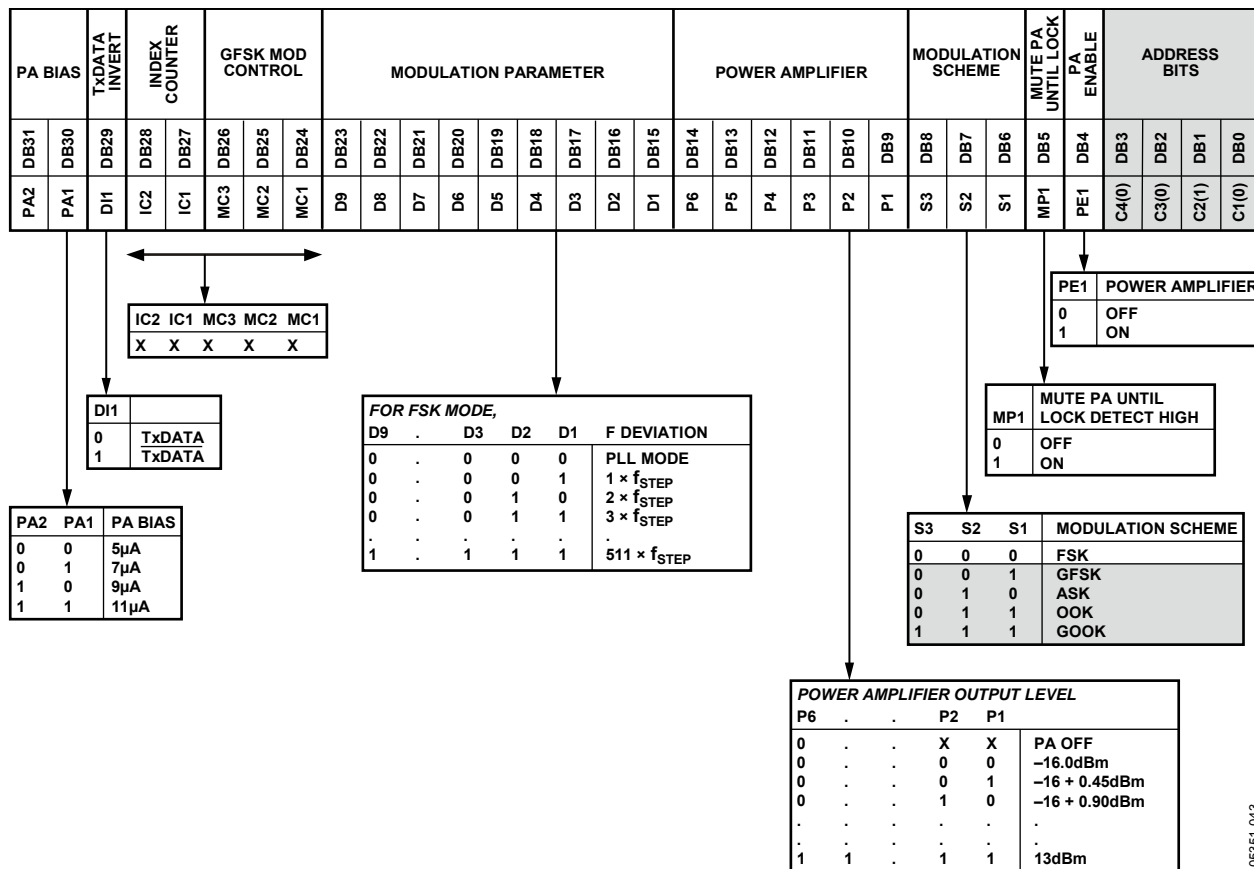 PA BIAS
TxDATA INVERT
INDEX COUNTER
GFSK MOD CONTROL
MODULATION PARAMETER
POWER AMPLIFIER
MODULATION SCHEME
MUTE PA UNTIL LOCK
PA ENABLE
ADDRESS BITS
DB31 DB30 DB29 DB28 DB27 DB26 DB25 DB24 DB23 DB22 DB21 DB20 DB19 DB18 DB17 DB16 DB15 DB14 DB13 DB12 DB11 DB10 DB9 DB8 DB7 DB6 DB5 DB4 DB3 DB2 DB1 DB0
PA2 PA1 DI1 IC2 IC1 MC3 MC2 MC1 D9 D8 D7 D6 D5 D4 D3 D2 D1 P6 P5 P4 P3 P2 P1 S3 S2 S1 MP1 PE1 C4(0) C3(0) C2(1) C1(0)
PE1 POWER AMPLIFIER
0 OFF
1 ON
IC2 IC1 MC3 MC2 MC1
X X X X X
MP1 MUTE PA UNTIL LOCK DETECT HIGH
0 OFF
1 ON
DI1
0 TxDATA
1 TxDATA
FOR FSK MODE,
D9 . D3 D2 D1 F DEVIATION
0 . 0 0 0 PLL MODE
0 . 0 0 1 1 × fSTEP
0 . 0 1 0 2 × fSTEP
0 . 0 1 1 3 × fSTEP
. . . . . .
1 . 1 1 1 511 × fSTEP
PA2 PA1 PA BIAS
0 0 5µA
0 1 7µA
1 0 9µA
1 1 11µA
S3 S2 S1 MODULATION SCHEME
0 0 0 FSK
0 0 1 GFSK
0 1 0 ASK
0 1 1 OOK
1 1 1 GOOK
POWER AMPLIFIER OUTPUT LEVEL
P6 . . P2 P1
0 . . X X PA OFF
0 . . 0 0 –16.0dBm
0 . . 0 1 –16 + 0.45dBm
0 . . 1 0 –16 + 0.90dBm
. . . . . .
. . . . . .
1 1 . 1 1 13dBm
05351-043